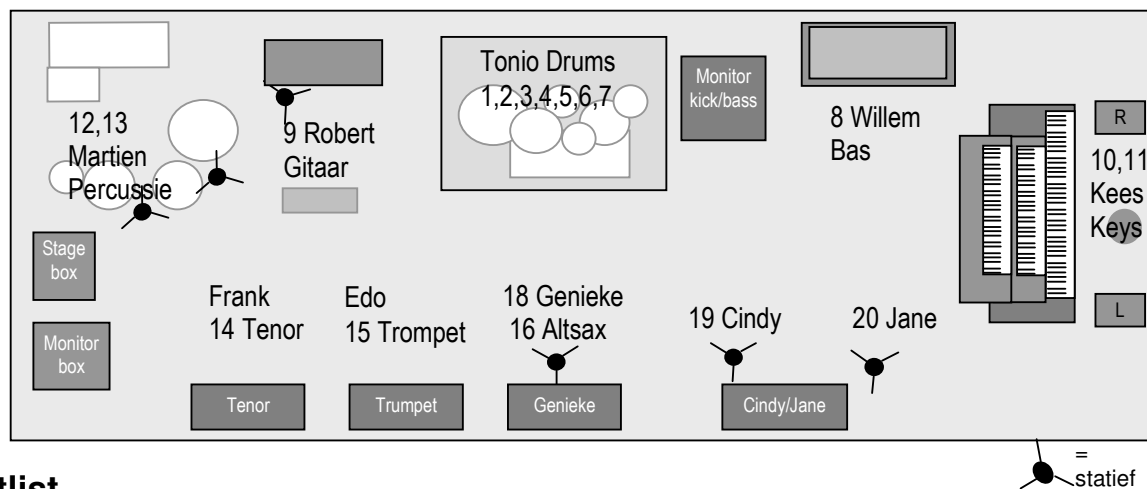 Tonio Drums
1,2,3,4,5,6,7
Monitor
kick/bass
12,13
Martien
Percussie
9 Robert
Gitaar
8 Willem
Bas
R
10,11
Kees
Keys
L
Stage
box
Monitor
box
Frank
14 Tenor
Edo
15 Trompet
18 Genieke
16 Altsax
19 Cindy
20 Jane
Tenor
Trumpet
Genieke
Cindy/Jane
=
statief